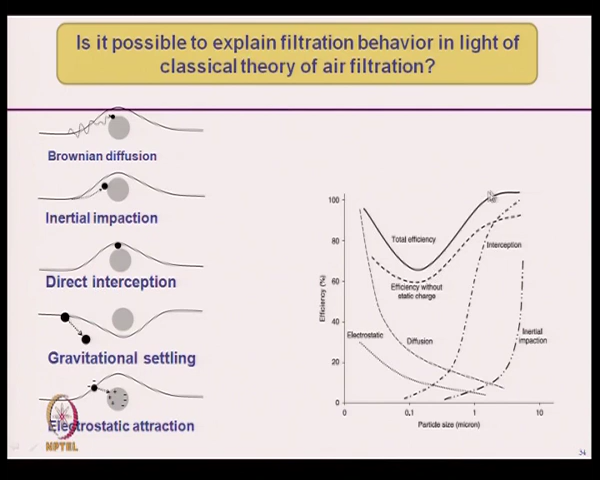 Is it possible to explain filtration behavior in light of
classical theory of air filtration?
Brownian diffusion
Inertial impaction
Direct interception
Gravitational settling
Electrostatic attraction
NPTEL
Efficiency (%)
100
80
60
40
20
0
Total efficiency
Interception
Efficiency without
static charge
Electrostatic
Diffusion
Inertial
impaction
0
0.1
1
10
Particle size (micron)
34